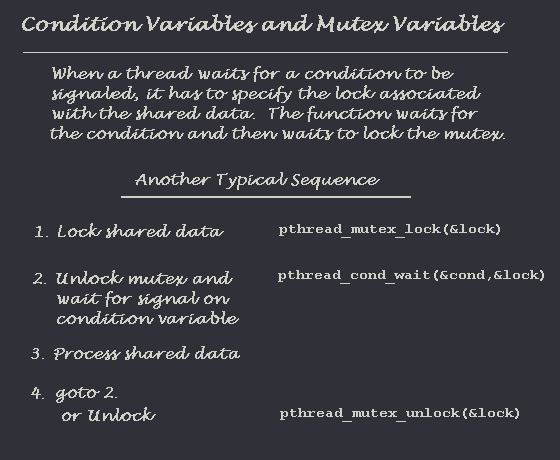 Condition Variables and Mutex Variables
When a thread waits for a condition to be
signaled, it has to specify the lock associated
with the shared data. The function waits for
the condition and then waits to lock the mutex.
Another Typical Sequence
1. Lock shared data pthread_mutex_lock(&lock)
2. Unlock mutex and pthread_cond_wait(&cond,&lock)
wait for signal on
condition variable
3. Process shared data
4. goto 2.
or Unlock pthread_mutex_unlock(&lock)